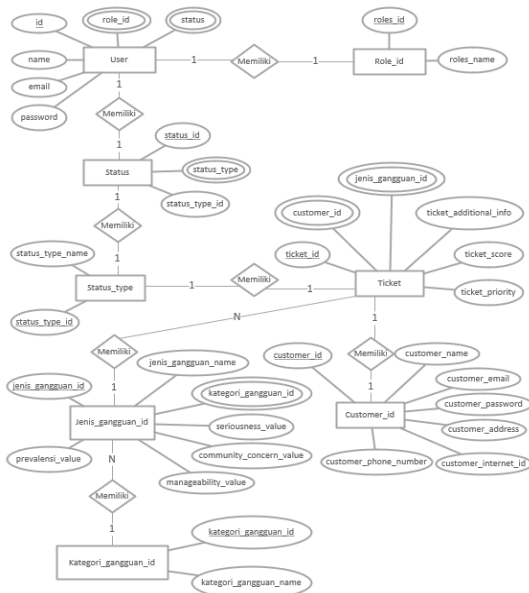 id
role_id
status
name
User
email
password
1
Memiliki
1
Role_id
roles_id
roles_name
1
Memiliki
1
Status
status_id
status_type
status_type_id
1
Memiliki
1
status_type_name
Status_type
status_type_id
1
Memiliki
1
jenis_gangguan_id
customer_id
ticket_additional_info
ticket_id
ticket_score
Ticket
ticket_priority
N
Memiliki
1
1
Memiliki
1
customer_id
customer_name
customer_email
customer_password
Customer_id
customer_address
customer_phone_number
customer_internet_id
jenis_gangguan_name
jenis_gangguan_id
kategori_gangguan_id
Jenis_gangguan_id
seriousness_value
prevalensi_value
community_concern_value
manageability_value
N
Memiliki
1
kategori_gangguan_id
Kategori_gangguan_id
kategori_gangguan_name